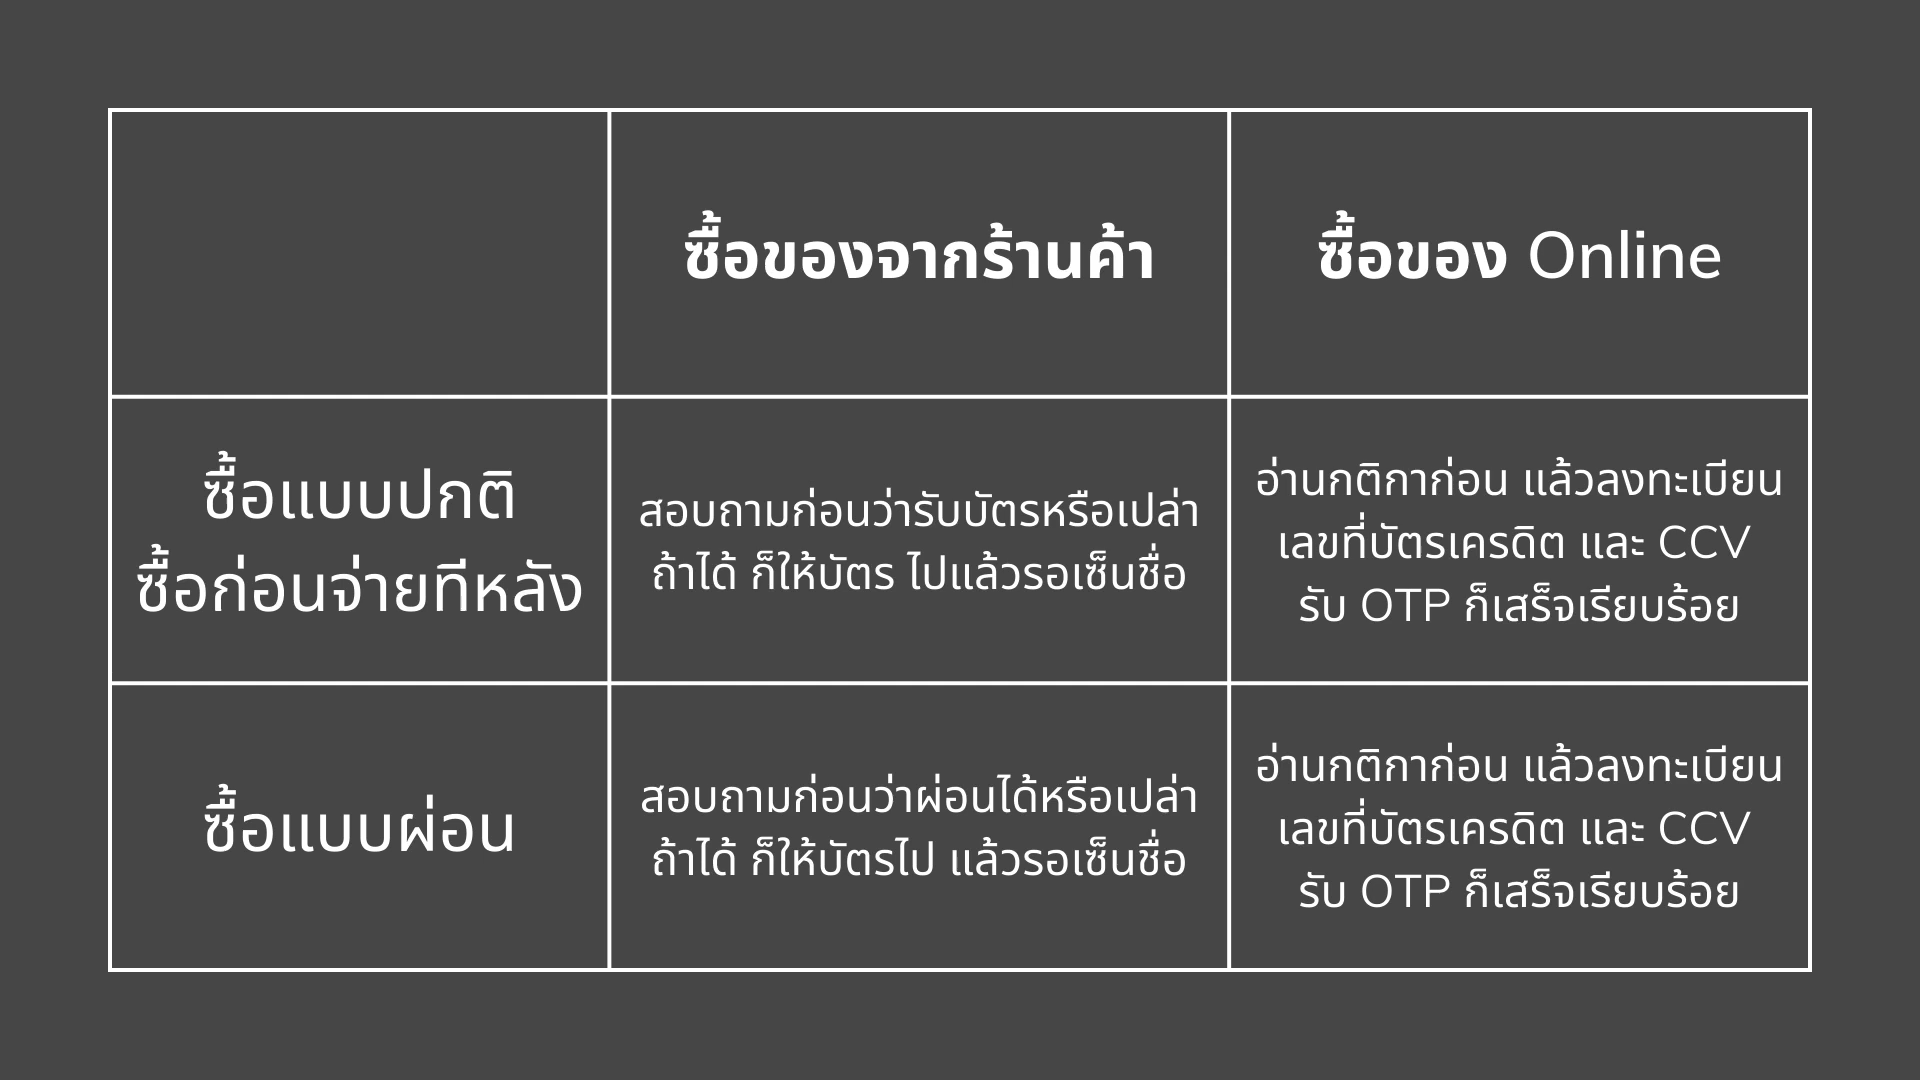 ซื้อของจากร้านค้า
ซื้อของ Online
ซื้อแบบปกติ
ซื้อก่อนจ่ายทีหลัง
สอบถามก่อนว่ารับบัตรหรือเปล่า
ถ้าได้ ก็ให้บัตร ไปแล้วรอเซ็นชื่อ
อ่านกติกาก่อน แล้วลงทะเบียน
เลขที่บัตรเครดิต และ CCV
รับ OTP ก็เสร็จเรียบร้อย
ซื้อแบบผ่อน
สอบถามก่อนว่าผ่อนได้หรือเปล่า
ถ้าได้ ก็ให้บัตรไป แล้วรอเซ็นชื่อ
อ่านกติกาก่อน แล้วลงทะเบียน
เลขที่บัตรเครดิต และ CCV
รับ OTP ก็เสร็จเรียบร้อย